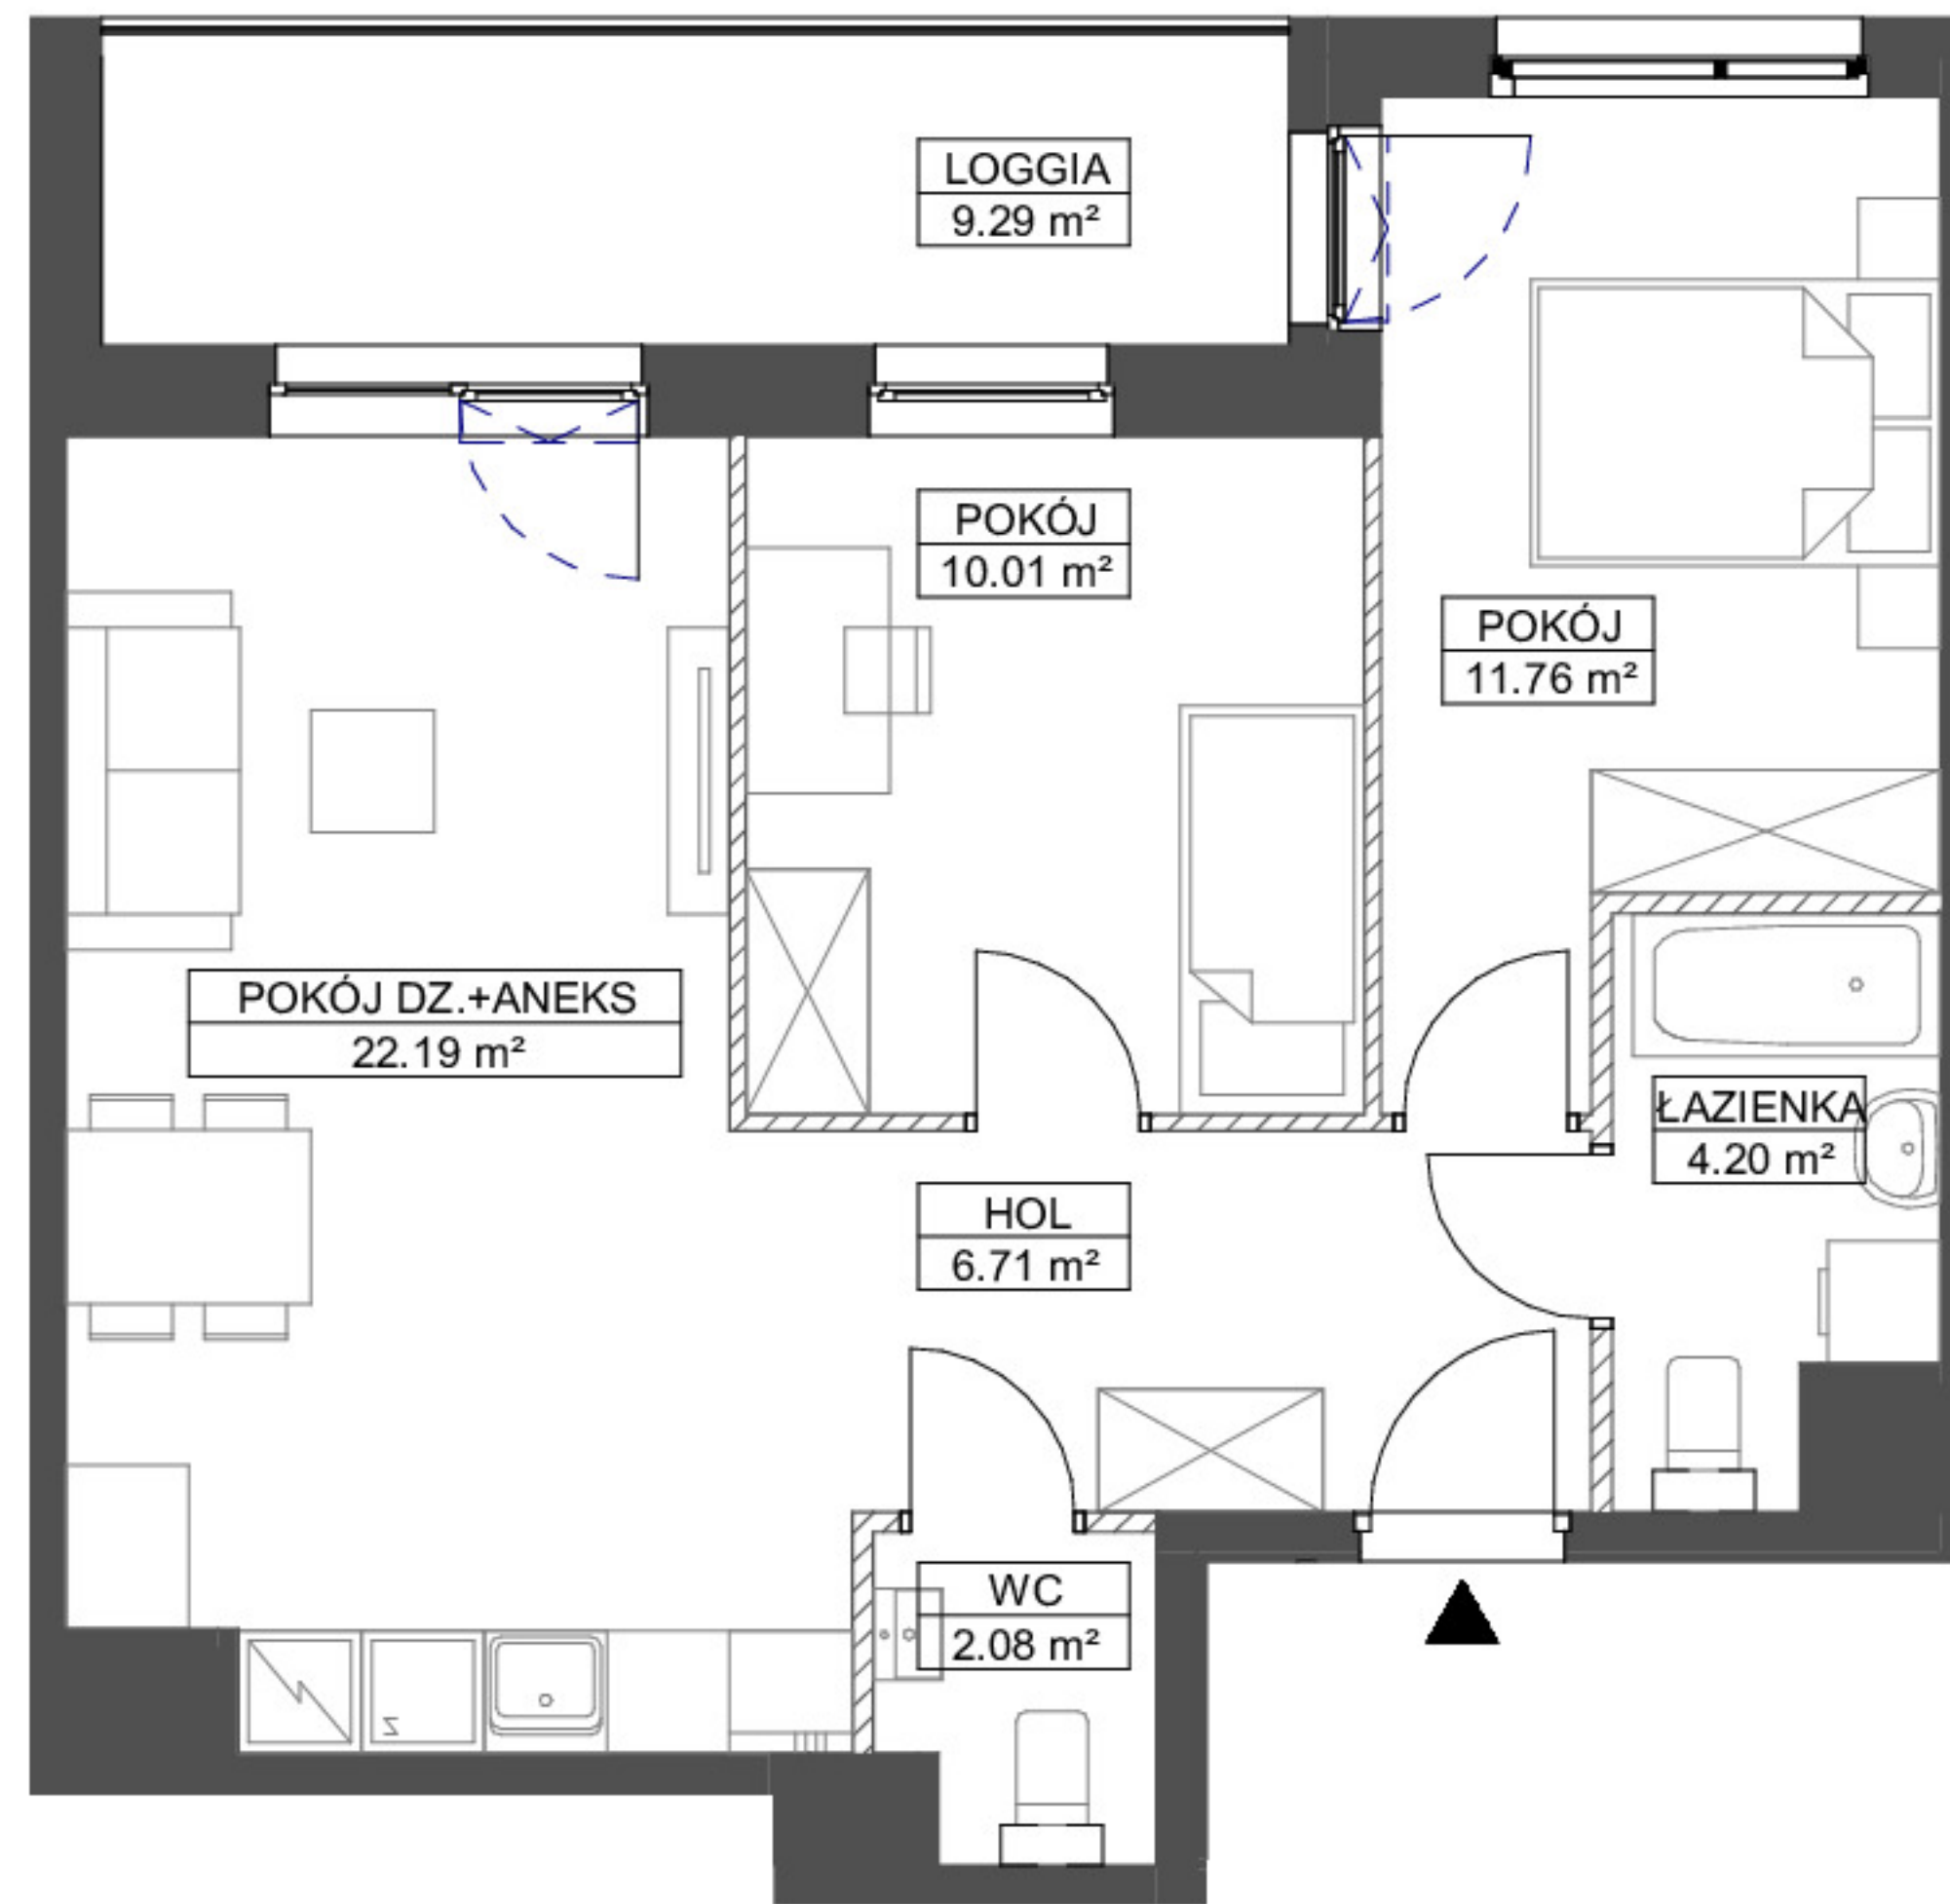 LOGGIA
9.29 m²
POKÓJ
10.01 m²
POKÓJ
11.76 m²
POKÓJ DZ.+ANEKS
22.19 m²
ŁAZIENKA
4.20 m²
HOL
6.71 m²
WC
2.08 m²
Z